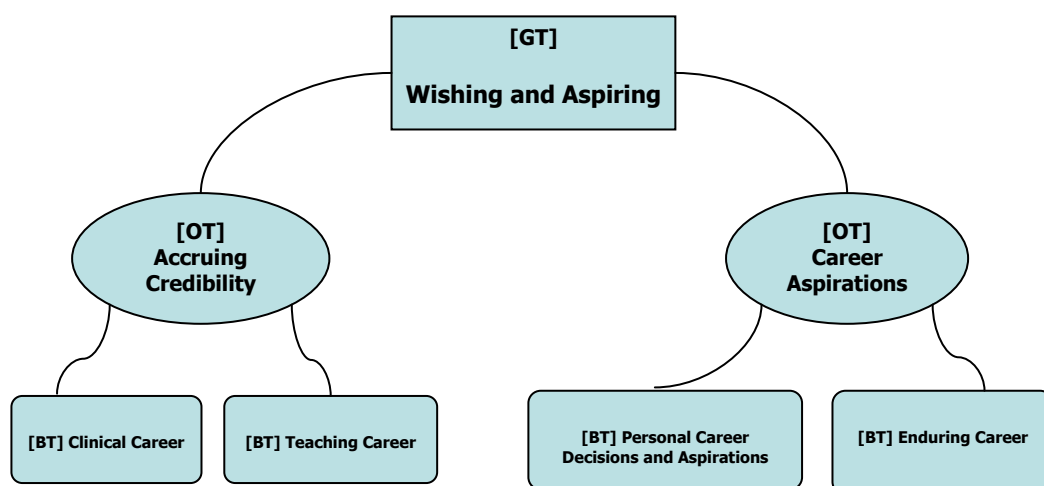 [GT]
Wishing and Aspiring
[OT]
Accruing
Credibility
[OT]
Career
Aspirations
[BT] Clinical Career
[BT] Teaching Career
[BT] Personal Career
Decisions and Aspirations
[BT] Enduring Career